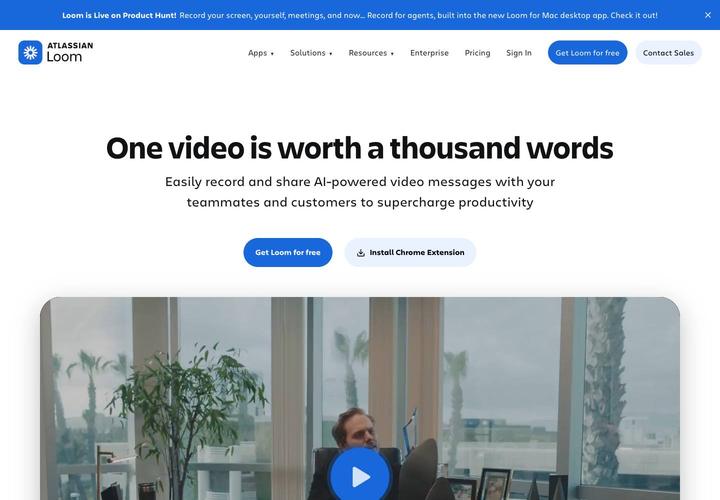 Loom is Live on Product Hunt! Record your screen, yourself, meetings, and now... Record for agents, built into the new Loom for Mac desktop app. Check it out!
ATLASSIAN
Loom
Apps
Solutions
Resources
Enterprise
Pricing
Sign In
Get Loom for free
Contact Sales
One video is worth a thousand words
Easily record and share AI-powered video messages with your
teammates and customers to supercharge productivity
Get Loom for free
Install Chrome Extension